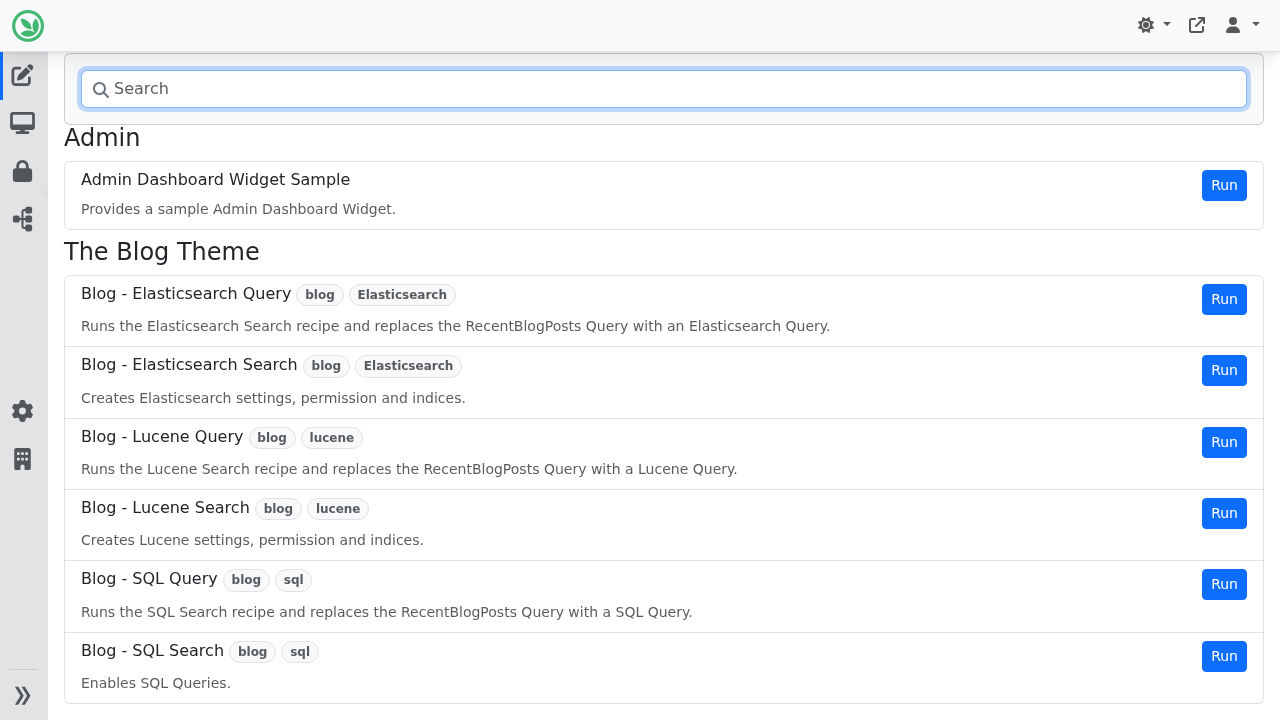 Search
Admin
Admin Dashboard Widget Sample
Run
Provides a sample Admin Dashboard Widget.
The Blog Theme
Blog - Elasticsearch Query blog Elasticsearch
Run
Runs the Elasticsearch Search recipe and replaces the RecentBlogPosts Query with an Elasticsearch Query.
Blog - Elasticsearch Search blog Elasticsearch
Run
Creates Elasticsearch settings, permission and indices.
Blog - Lucene Query blog lucene
Run
Runs the Lucene Search recipe and replaces the RecentBlogPosts Query with a Lucene Query.
Blog - Lucene Search blog lucene
Run
Creates Lucene settings, permission and indices.
Blog - SQL Query blog sql
Run
Runs the SQL Search recipe and replaces the RecentBlogPosts Query with a SQL Query.
Blog - SQL Search blog sql
Run
Enables SQL Queries.